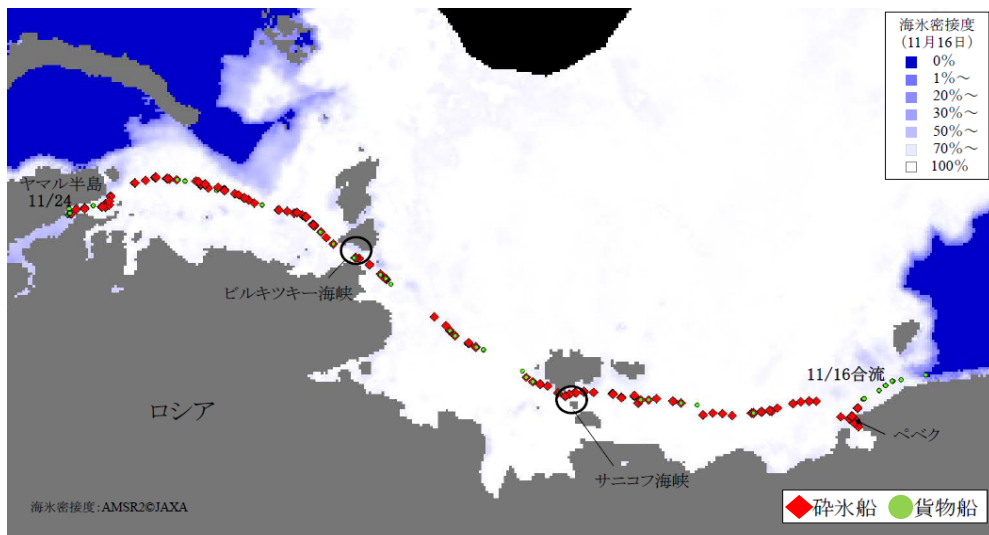 海氷密接度
(11月16日)
0%
1%～
20%～
30%～
50%～
70%～
100%
ヤマル半島
11/24
ビルキツキー海峡
11/16合流
ペベク
ロシア
サニコフ海峡
海氷密接度:AMSR2©JAXA
砕氷船 貨物船